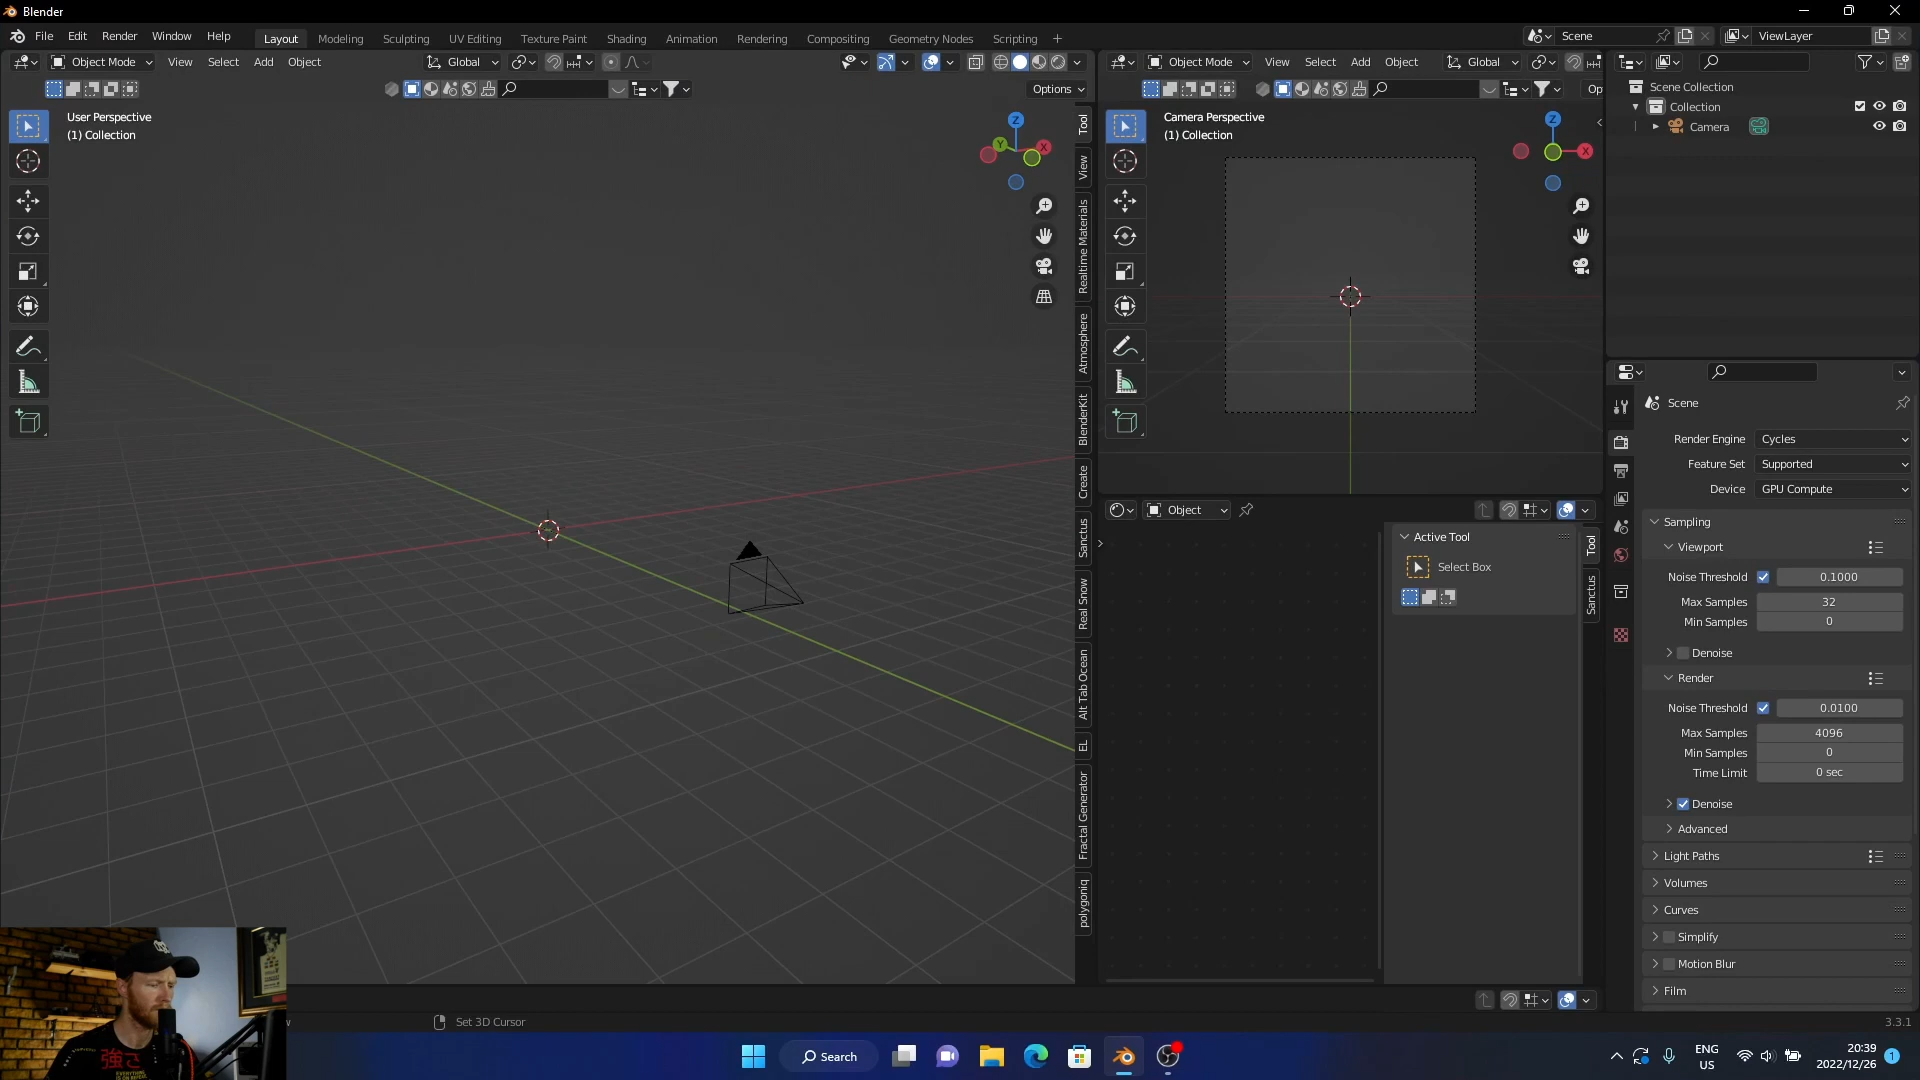 Blender
File Edit Render Window Help
Layout Modeling Sculpting UV Editing Texture Paint Shading Animation Rendering Compositing Geometry Nodes Scripting +
Scene
ViewLayer
Object Mode View Select Add Object
Global
Options
User Perspective
(1) Collection
Z
Y
X
Tool
View
Realtime Materials
Atmosphere
BlenderKit
Create
Sanctus
Real Snow
Alt Tab Ocean
EL
Fractal Generator
polygoniq
Object Mode View Select Add Object
Global
Op
Camera Perspective
(1) Collection
Z
X
Object
Active Tool
Select Box
Tool
Sanctus
Scene Collection
Collection
Camera
Scene
Render Engine Cycles
Feature Set Supported
Device GPU Compute
Sampling
Viewport
Noise Threshold 0.1000
Max Samples 32
Min Samples 0
Denoise
Render
Noise Threshold 0.0100
Max Samples 4096
Min Samples 0
Time Limit 0 sec
Denoise
Advanced
Light Paths
Volumes
Curves
Simplify
Motion Blur
Film
Set 3D Cursor
3.3.1
強さ
Search
ENG
US
20:39
2022/12/26
1